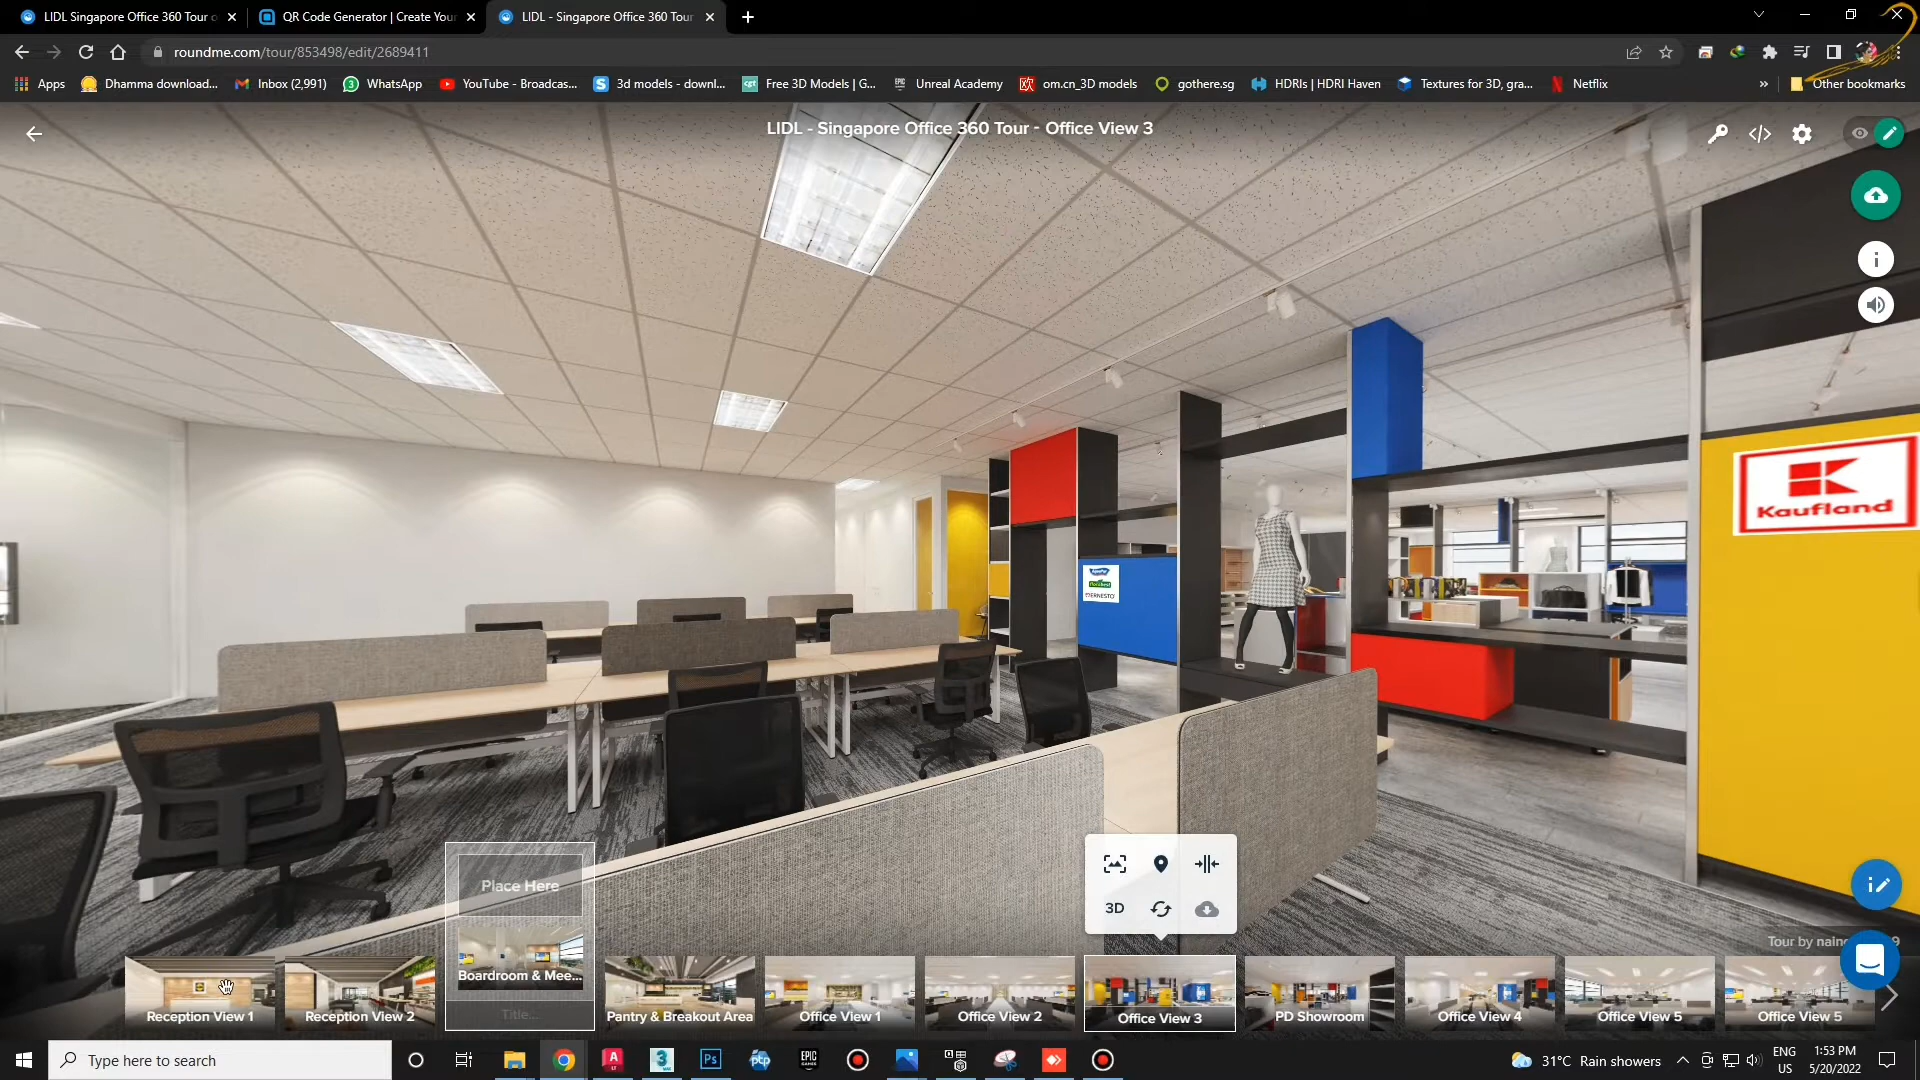 LIDL Singapore Office 360 Tour o
QR Code Generator | Create Your
LIDL - Singapore Office 360 Tour
roundme.com/tour/853498/edit/2689411
Apps
Dhamma download...
Inbox (2,991)
WhatsApp
YouTube - Broadcas...
3d models - downl...
Free 3D Models | G...
Unreal Academy
om.cn_3D models
gothere.sg
HDRIs | HDRI Haven
Textures for 3D, gra...
Netflix
»
Other bookmarks
LIDL - Singapore Office 360 Tour - Office View 3
Kaufland
ERNESTO
Place Here
3D
Tour by
Boardroom & Mee...
Title...
Reception View 1
Reception View 2
Pantry & Breakout Area
Office View 1
Office View 2
Office View 3
PD Showroom
Office View 4
Office View 5
Office View 5
Type here to search
31°C Rain showers
ENG
US
1:53 PM
5/20/2022